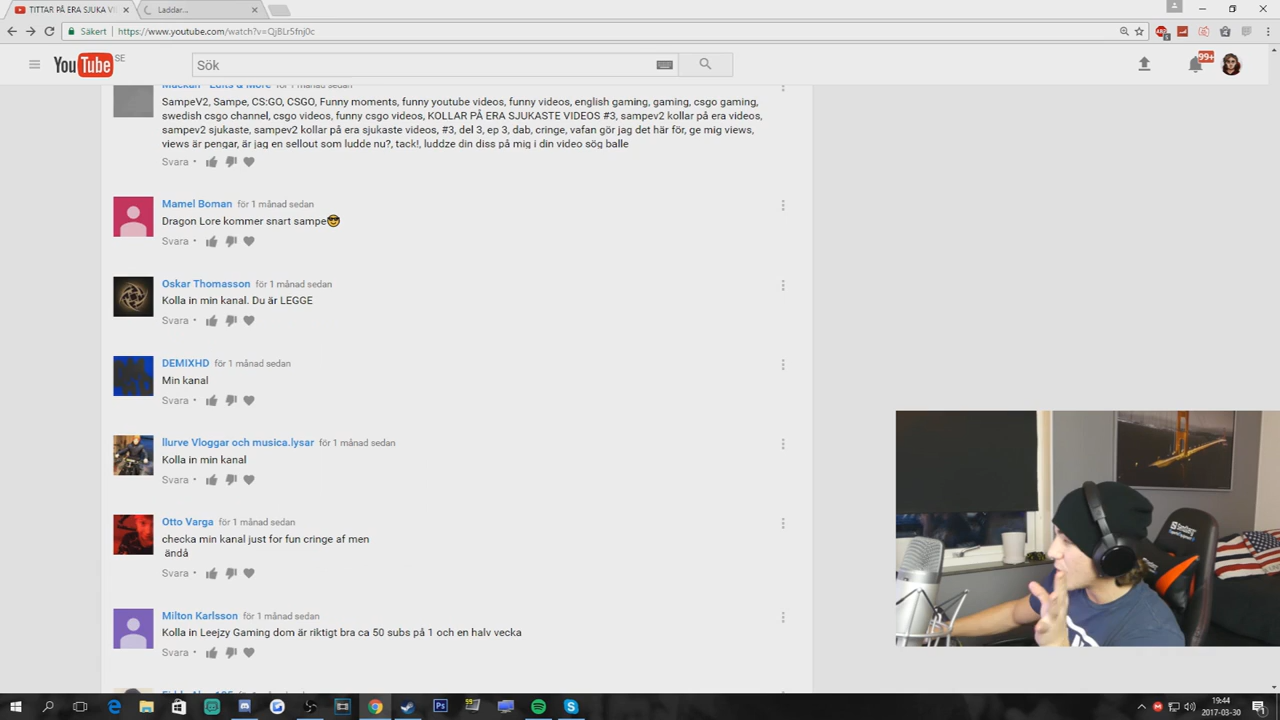 TITTAR PÅ ERA SJUKA VI
Laddar...
Säkert
https://www.youtube.com/watch?v=QjBLr5fnj0c
YouTube SE
Sök
99+
Mackan - Edits & More för 1 månad sedan
SampeV2, Sampe, CS:GO, CSGO, Funny moments, funny youtube videos, funny videos, english gaming, gaming, csgo gaming,
swedish csgo channel, csgo videos, funny csgo videos, KOLLAR PÅ ERA SJUKASTE VIDEOS #3, sampev2 kollar på era videos,
sampev2 sjukaste, sampev2 kollar på era sjukaste videos, #3, del 3, ep 3, dab, cringe, vafan gör jag det här för, ge mig views,
views är pengar, är jag en sellout som ludde nu?, tack!, luddze din diss på mig i din video sög balle
Svara •
Mamel Boman för 1 månad sedan
Dragon Lore kommer snart sampe😎
Svara •
Oskar Thomasson för 1 månad sedan
Kolla in min kanal. Du är LEGGE
Svara •
DEMIXHD för 1 månad sedan
Min kanal
Svara •
llurve Vloggar och musica.lysar för 1 månad sedan
Kolla in min kanal
Svara •
Otto Varga för 1 månad sedan
checka min kanal just for fun cringe af men
ändå
Svara •
Milton Karlsson för 1 månad sedan
Kolla in Leejzy Gaming dom är riktigt bra ca 50 subs på 1 och en halv vecka
Svara •
19:44
2017-03-30